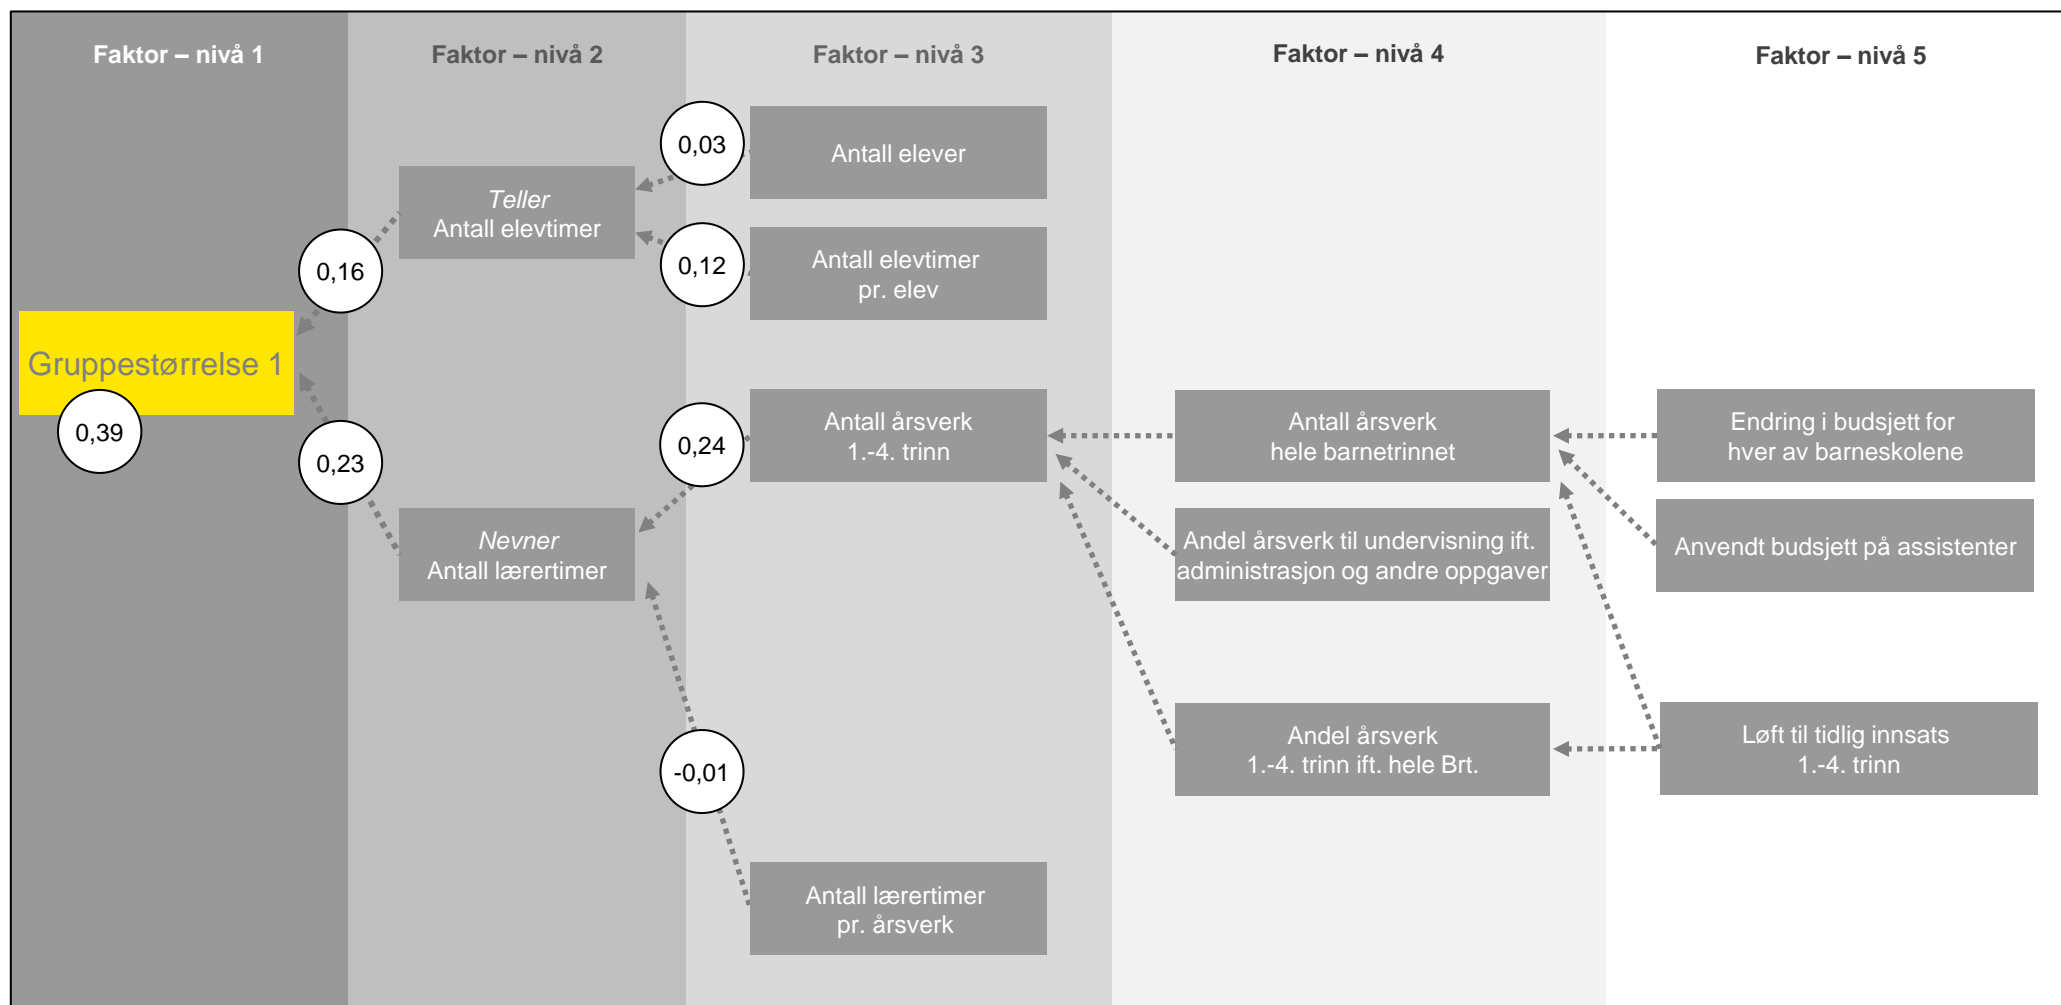 Faktor – nivå 1
Faktor – nivå 2
Faktor – nivå 3
Faktor – nivå 4
Faktor – nivå 5
Gruppestørrelse 1
0,39
0,16
0,23
Teller
Antall elevtimer
Nevner
Antall lærertimer
0,03
0,12
0,24
-0,01
Antall elever
Antall elevtimer
pr. elev
Antall årsverk
1.-4. trinn
Antall lærertimer
pr. årsverk
Antall årsverk
hele barnetrinnet
Andel årsverk til undervisning ift.
administrasjon og andre oppgaver
Andel årsverk
1.-4. trinn ift. hele Brt.
Endring i budsjett for
hver av barneskolene
Anvendt budsjett på assistenter
Løft til tidlig innsats
1.-4. trinn